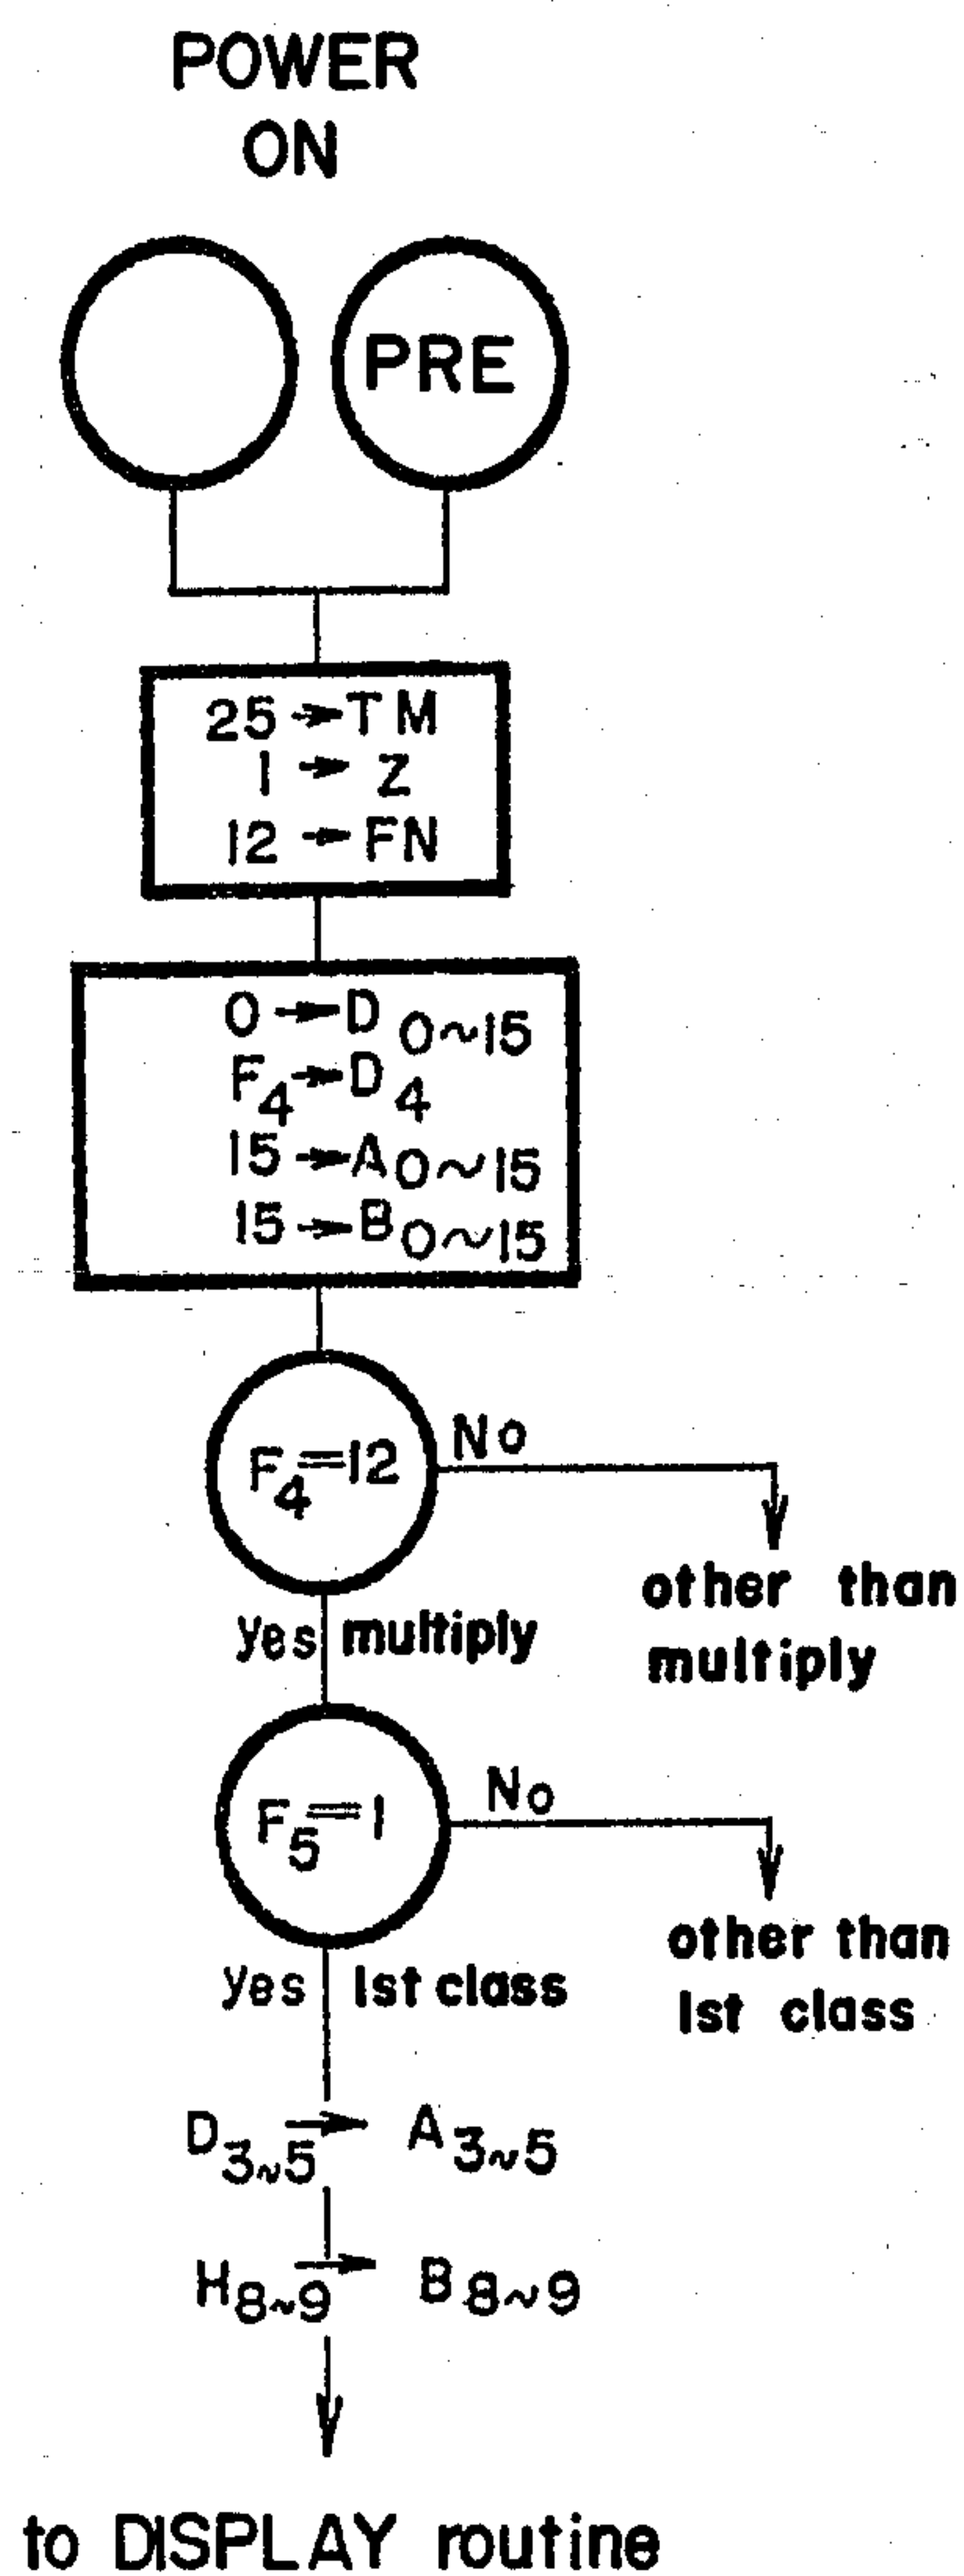 POWER
ON
PRE
25→TM
1→Z
12→FN
0→D0~15
F4→D4
15→A0~15
15→B0~15
F4=12
No
other than
multiply
yes multiply
F5=1
No
other than
1st class
yes 1st class
D3~5→A3~5
H8~9→B8~9
to DISPLAY routine